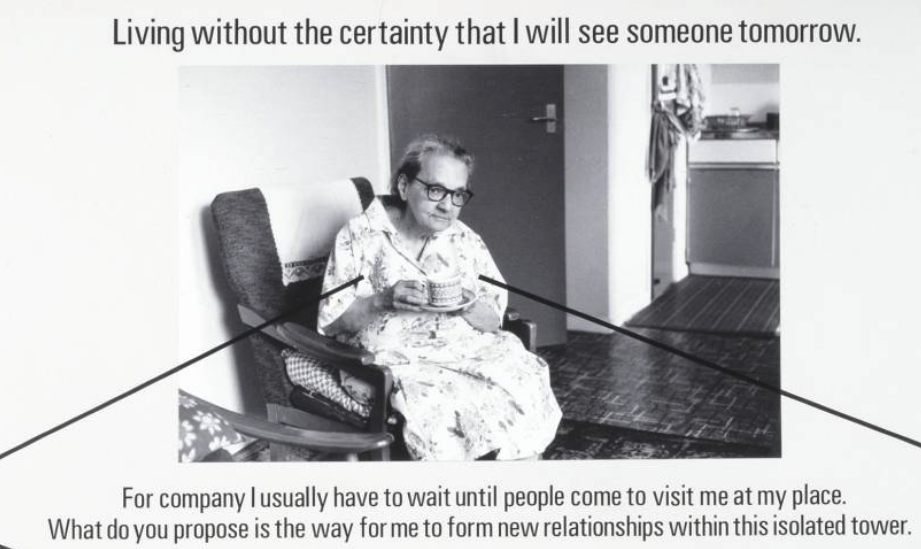 Living without the certainty that I will see someone tomorrow.
For company I usually have to wait until people come to visit me at my place.
What do you propose is the way for me to form new relationships within this isolated tower.